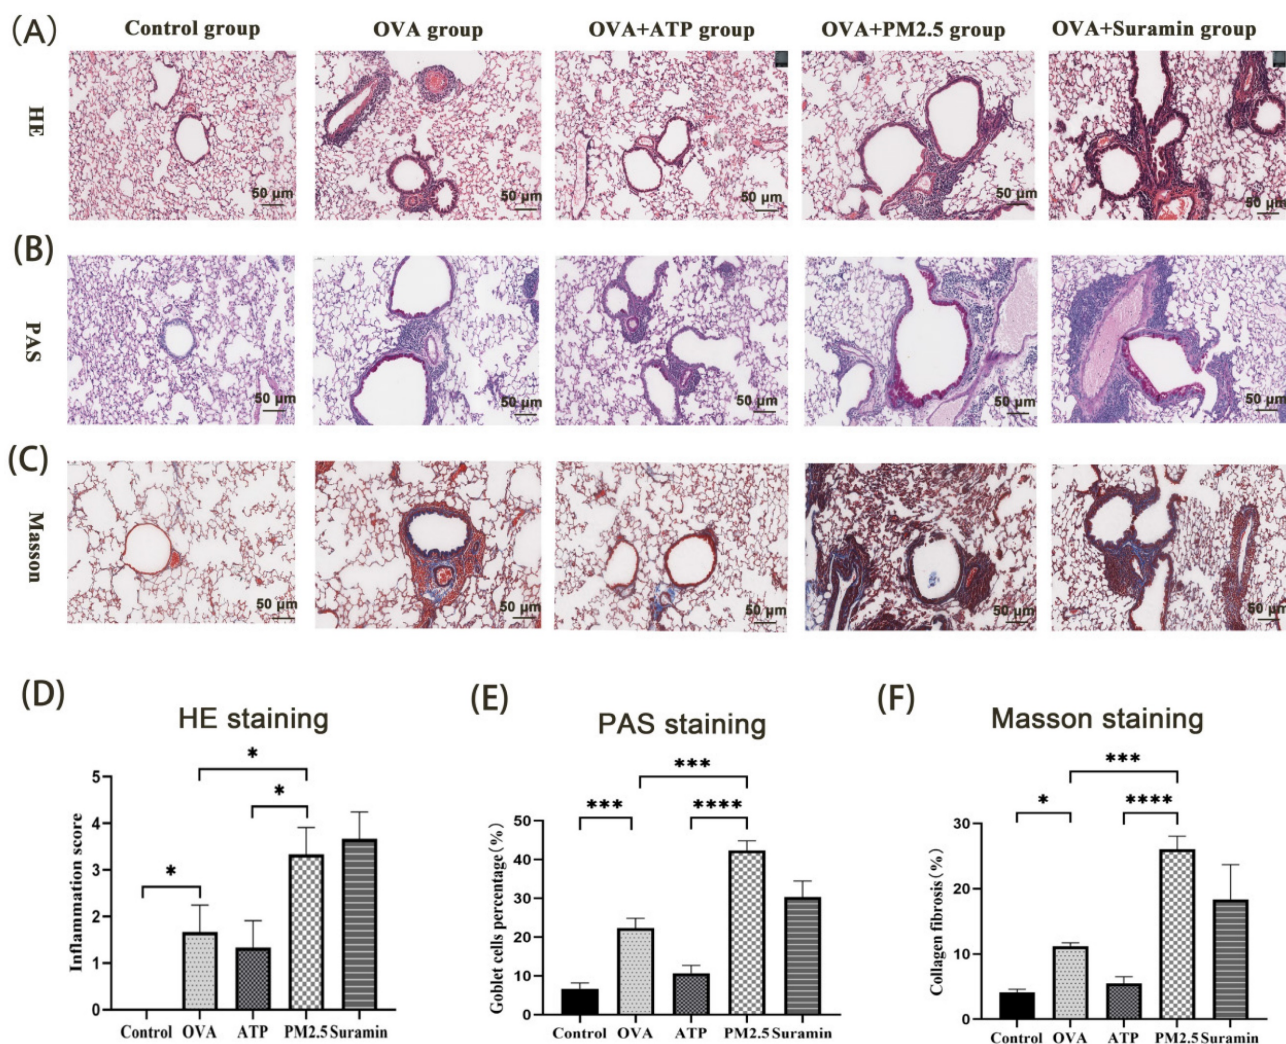 (A)
Control group
OVA group
OVA+ATP group
OVA+PM2.5 group
OVA+Suramin group
HE
50 μm
50 μm
50 μm
50 μm
50 μm
(B)
PAS
50 μm
50 μm
50 μm
50 μm
50 μm
(C)
Masson
50 μm
50 μm
50 μm
50 μm
50 μm
(D)
HE staining
Inflammation score
5
4
3
2
1
0
*
*
*
Control OVA ATP PM2.5 Suramin
(E)
PAS staining
Goblet cells percentage(%)
50
40
30
20
10
0
***
***
****
Control OVA ATP PM2.5 Suramin
(F)
Masson staining
Collagen fibrosis(%)
30
20
10
0
***
*
****
Control OVA ATP PM2.5 Suramin